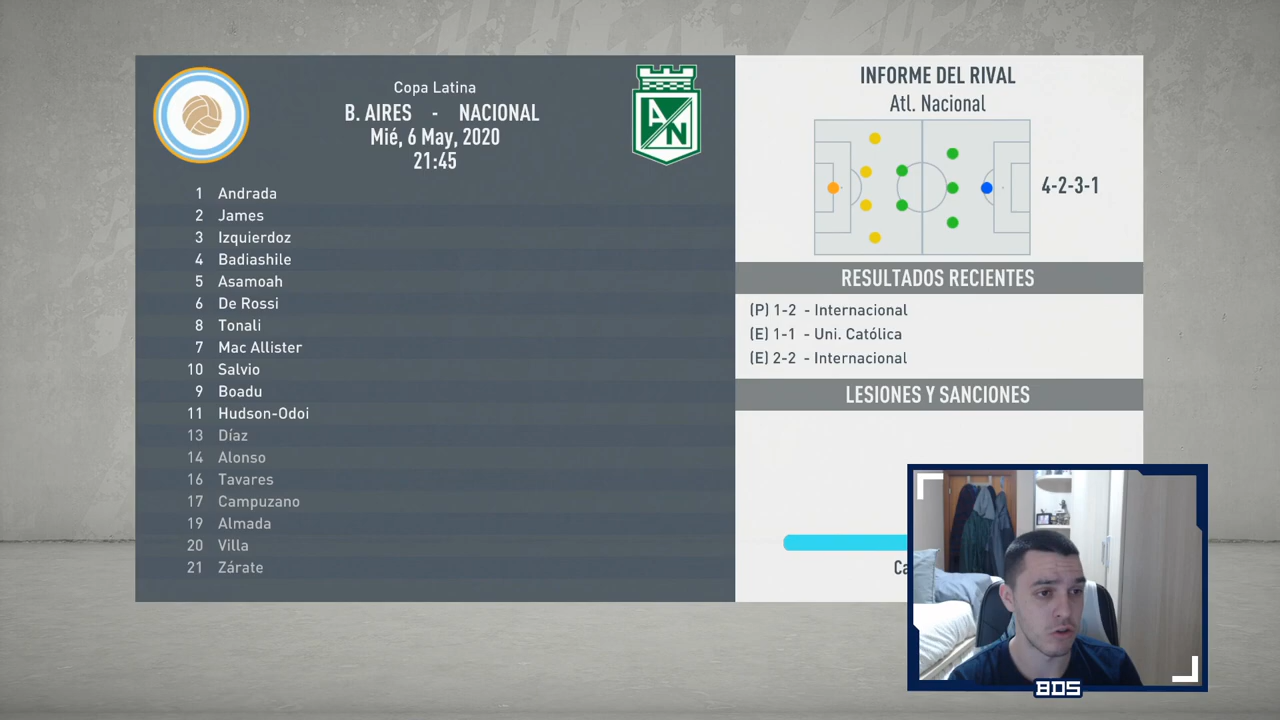 Copa Latina
B. AIRES - NACIONAL
Mié, 6 May, 2020
21:45
AN
1 Andrada
2 James
3 Izquierdoz
4 Badiashile
5 Asamoah
6 De Rossi
8 Tonali
7 Mac Allister
10 Salvio
9 Boadu
11 Hudson-Odoi
13 Díaz
14 Alonso
16 Tavares
17 Campuzano
19 Almada
20 Villa
21 Zárate
INFORME DEL RIVAL
Atl. Nacional
4-2-3-1
RESULTADOS RECIENTES
(P) 1-2 - Internacional
(E) 1-1 - Uni. Católica
(E) 2-2 - Internacional
LESIONES Y SANCIONES
BDS